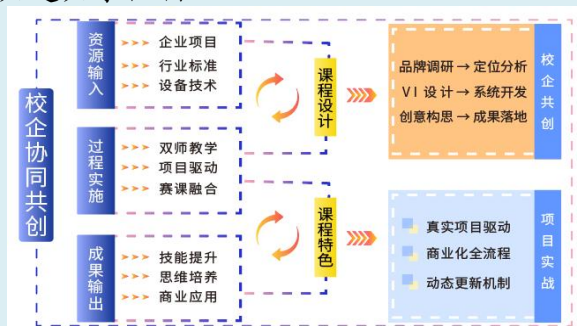 校企协同共创
资源输入
>>> 企业项目
>>> 行业标准
>>> 设备技术
过程实施
>>> 双师教学
>>> 项目驱动
>>> 赛课融合
成果输出
>>> 技能提升
>>> 思维培养
>>> 商业应用
课程设计
课程特色
品牌调研→定位分析
VI设计→系统开发
创意构思→成果落地
校企共创
真实项目驱动
商业化全流程
动态更新机制
项目实战